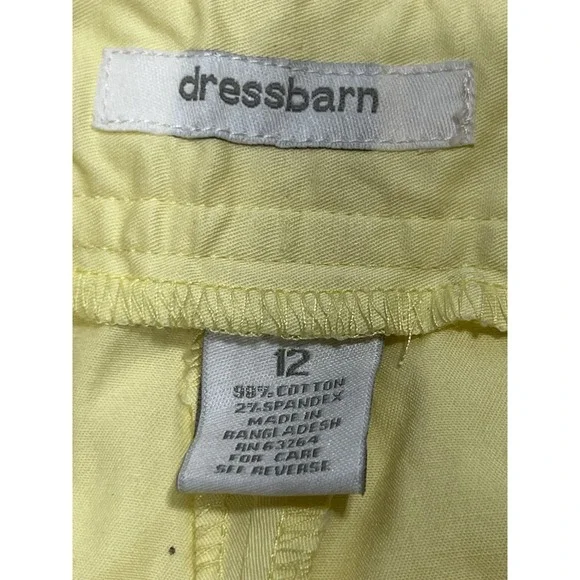 dressbarn
12
98% COTTON
2% SPANDEX
MADE IN
BANGLADESH
RN 63264
FOR CARE
SEE REVERSE